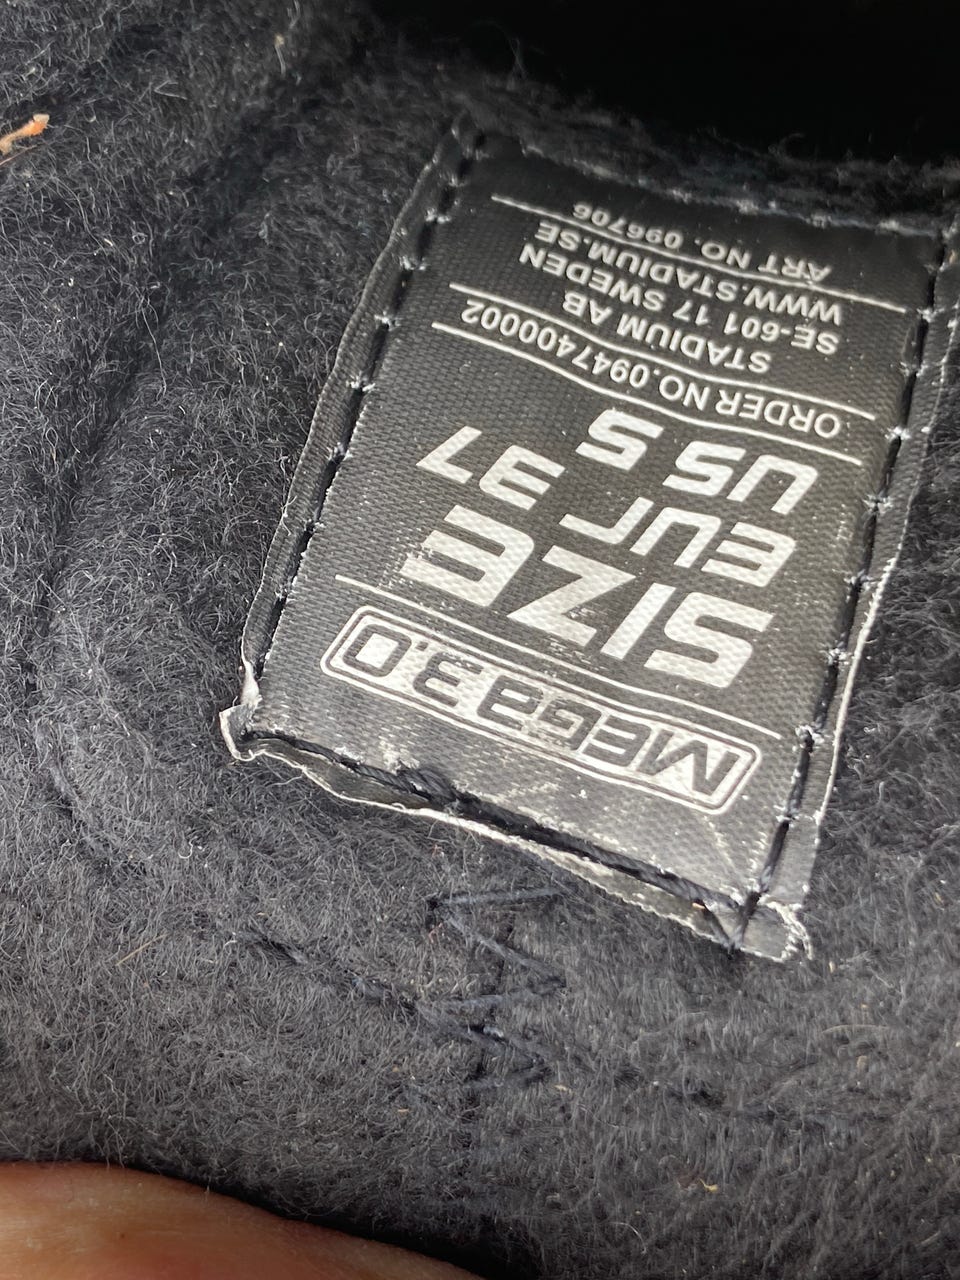 MEGa 3.0
SIZE
EUR 37
US 5
ORDER NO.0947400002
STADIUM AB
SE-601 17 SWEDEN
WWW.STADIUM.SE
ART NO. 096706